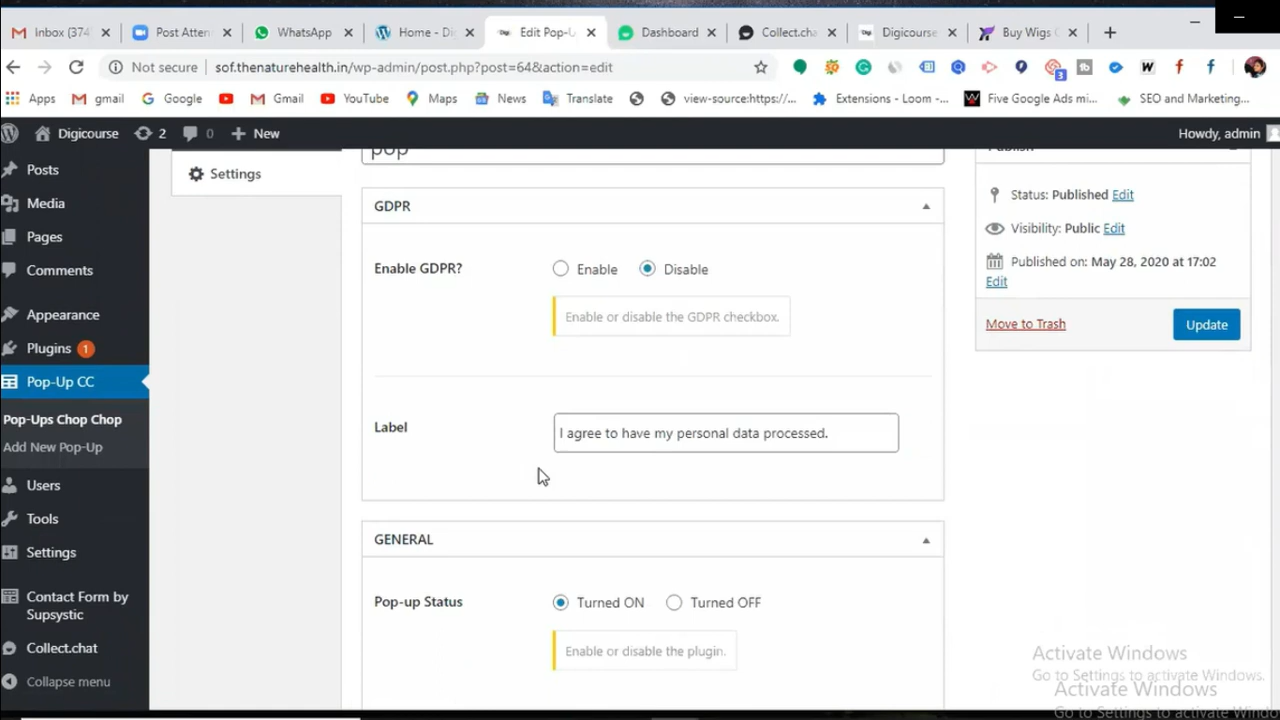 Inbox (374
Post Atten
WhatsApp
Home - Di
Edit Pop-U
Dashboard
Collect.cha
Digicourse
Buy Wigs
Not secure
sof.thenaturehealth.in/wp-admin/post.php?post=64&action=edit
3
Apps
gmail
Google
Gmail
YouTube
Maps
News
Translate
view-source:https://...
Extensions - Loom -...
Five Google Ads mi...
SEO and Marketing...
Digicourse
2
0
New
Howdy, admin
Posts
Media
Pages
Comments
Appearance
Plugins 1
Pop-Up CC
Pop-Ups Chop Chop
Add New Pop-Up
Users
Tools
Settings
Contact Form by
Supsystic
Collect.chat
Collapse menu
Settings
pop
GDPR
Enable GDPR?
Enable
Disable
Enable or disable the GDPR checkbox.
Label
I agree to have my personal data processed.
GENERAL
Pop-up Status
Turned ON
Turned OFF
Enable or disable the plugin.
Publish
Status: Published Edit
Visibility: Public Edit
Published on: May 28, 2020 at 17:02
Edit
Move to Trash
Update
Activate Windows
Go to Settings to activate Windows.
Activate Windows
Go to Settings to activate Windo